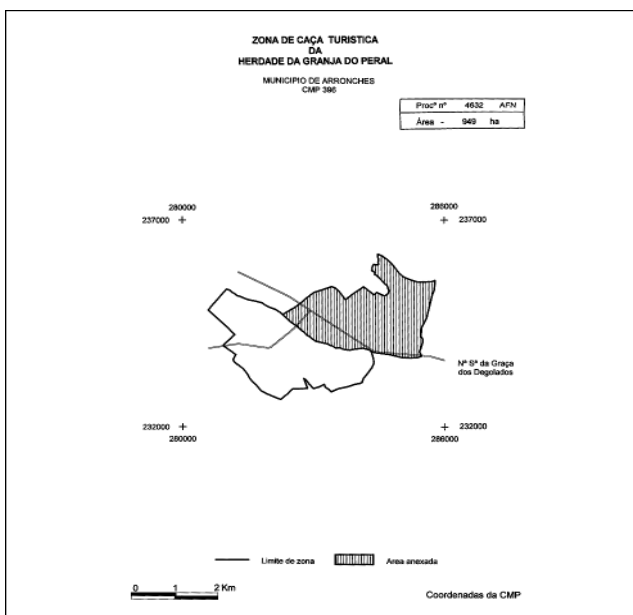 ZONA DE CAÇA TURISTICA
DA
HERDADE DA GRANJA DO PERAL
MUNICIPIO DE ARRONCHES
CMP 396
Procº nº 4632 AFN
Área - 949 ha
280000
237000
286000
237000
Nª Sª da Graça
dos Degolados
232000
280000
232000
286000
Limite de zona
Area anexada
0 1 2 Km
Coordenadas da CMP